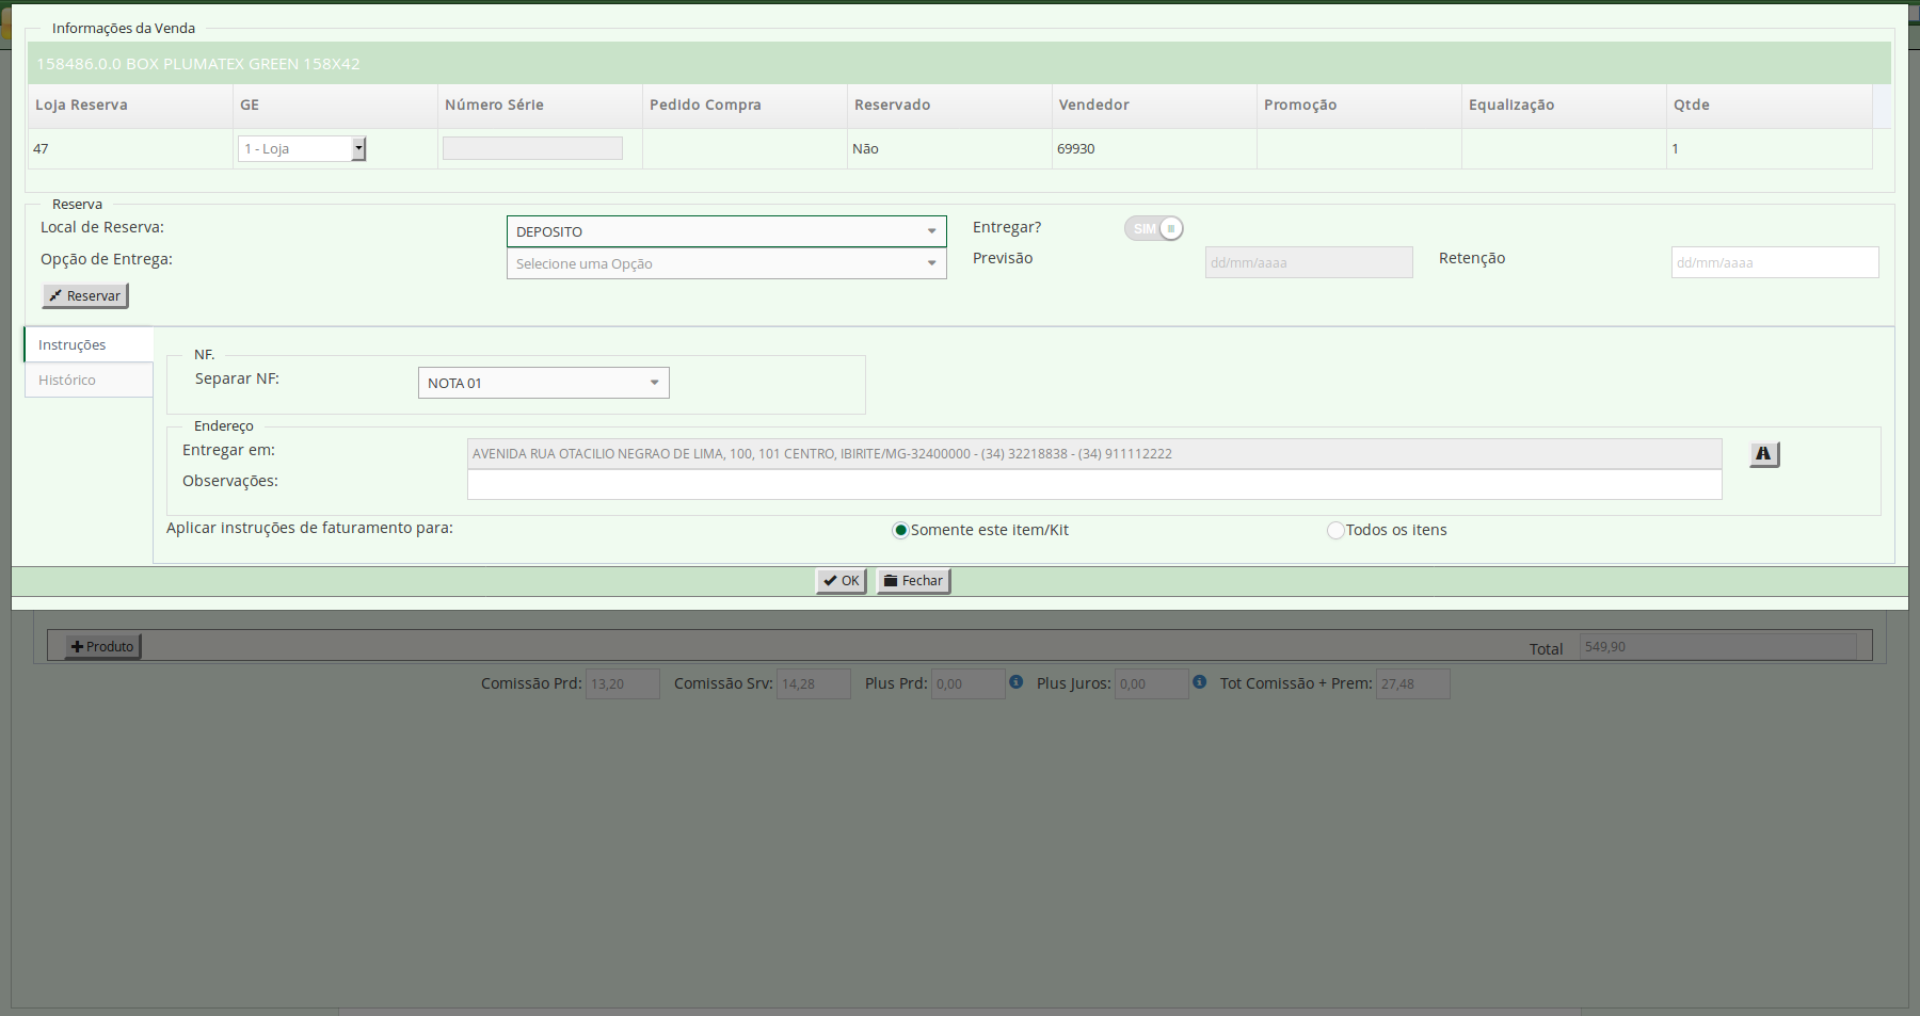 Informações da Venda
158486.0.0 BOX PLUMATEX GREEN 158X42
Loja Reserva GE Número Série Pedido Compra Reservado Vendedor Promoção Equalização Qtde
47 1 - Loja Não 69930 1
Reserva
Local de Reserva: DEPOSITO Entregar? SIM
Opção de Entrega: Selecione uma Opção Previsão dd/mm/aaaa Retenção dd/mm/aaaa
Reservar
Instruções
Histórico
NF.
Separar NF: NOTA 01
Endereço
Entregar em: AVENIDA RUA OTACILIO NEGRAO DE LIMA, 100, 101 CENTRO, IBIRITE/MG-32400000 - (34) 32218838 - (34) 911112222
Observações:
Aplicar instruções de faturamento para: Somente este item/Kit Todos os itens
OK Fechar
Produto Total 549,90
Comissão Prd: 13,20 Comissão Srv: 14,28 Plus Prd: 0,00 Plus Juros: 0,00 Tot Comissão + Prem: 27,48